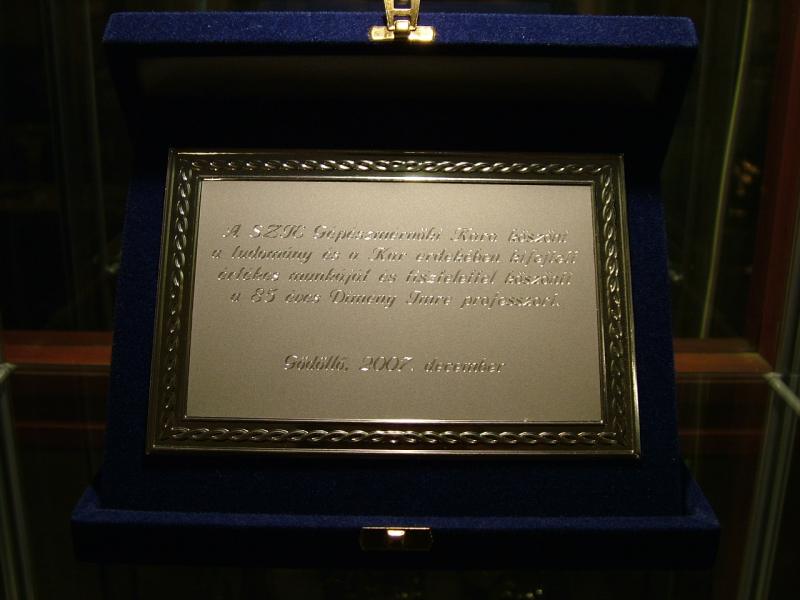 A SZIE Gépészmérnöki Kara köszöni
a tudomány és a Kar érdekében kifejtett
értékes munkáját és tisztelettel köszönti
a 85 éves Dimény Imre professzort.
Gödöllő, 2007. december